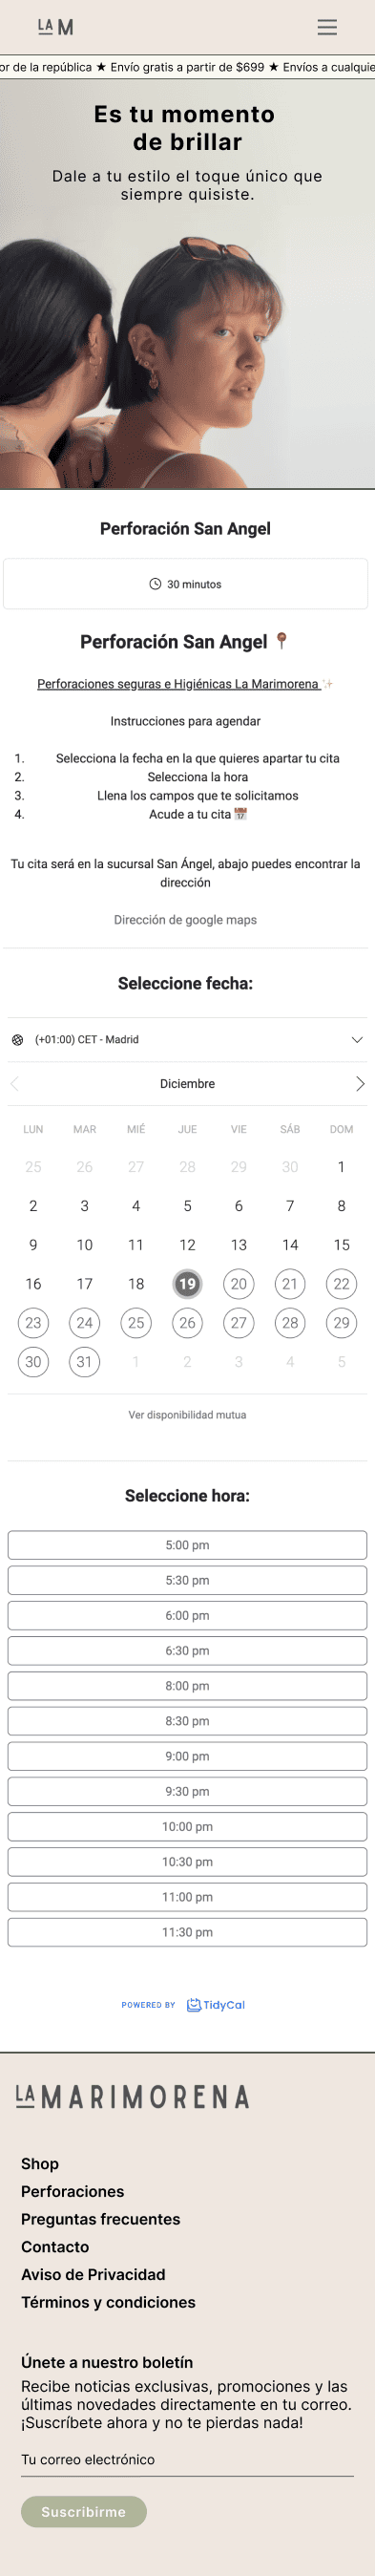 LA M
or de la república ★ Envío gratis a partir de $699 ★ Envíos a cualquie
Es tu momento
de brillar
Dale a tu estilo el toque único que
siempre quisiste.
Perforación San Angel
30 minutos
Perforación San Angel 📍
Perforaciones seguras e Higiénicas La Marimorena ✨
Instrucciones para agendar
1. Selecciona la fecha en la que quieres apartar tu cita
2. Selecciona la hora
3. Llena los campos que te solicitamos
4. Acude a tu cita 📅
Tu cita será en la sucursal San Ángel, abajo puedes encontrar la
dirección
Dirección de google maps
Seleccione fecha:
(+01:00) CET - Madrid
Diciembre
LUN MAR MIÉ JUE VIE SÁB DOM
25 26 27 28 29 30 1
2 3 4 5 6 7 8
9 10 11 12 13 14 15
16 17 18 19 20 21 22
23 24 25 26 27 28 29
30 31 1 2 3 4 5
Ver disponibilidad mutua
Seleccione hora:
5:00 pm
5:30 pm
6:00 pm
6:30 pm
8:00 pm
8:30 pm
9:00 pm
9:30 pm
10:00 pm
10:30 pm
11:00 pm
11:30 pm
POWERED BY TidyCal
LA MARIMORENA
Shop
Perforaciones
Preguntas frecuentes
Contacto
Aviso de Privacidad
Términos y condiciones
Únete a nuestro boletín
Recibe noticias exclusivas, promociones y las
últimas novedades directamente en tu correo.
¡Suscríbete ahora y no te pierdas nada!
Tu correo electrónico
Suscribirme